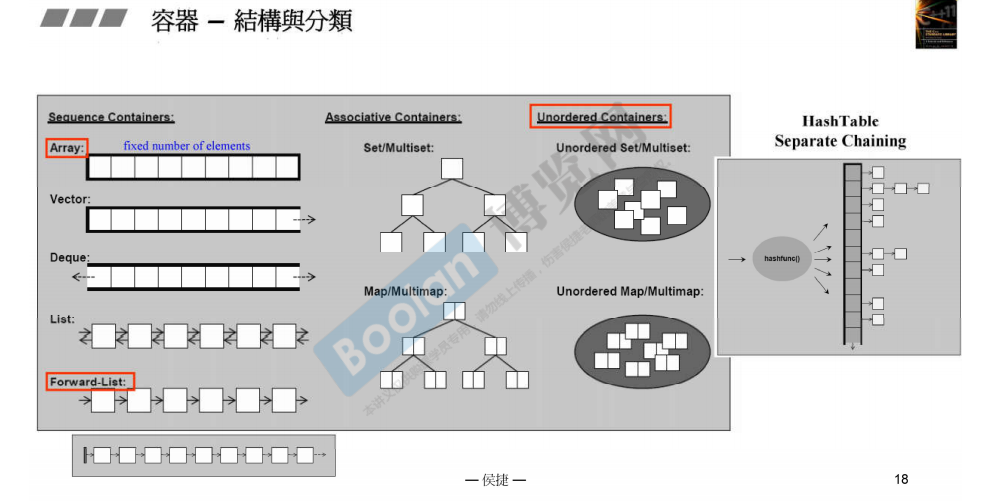 容器 – 結構與分類
C++11
Sequence Containers:
Associative Containers:
Unordered Containers:
Array:
fixed number of elements
Vector:
Deque:
List:
Forward-List:
Set/Multiset:
Map/Multimap:
Unordered Set/Multiset:
Unordered Map/Multimap:
HashTable
Separate Chaining
hashfunc()
Boolan
博览网
— 侯捷 —
18